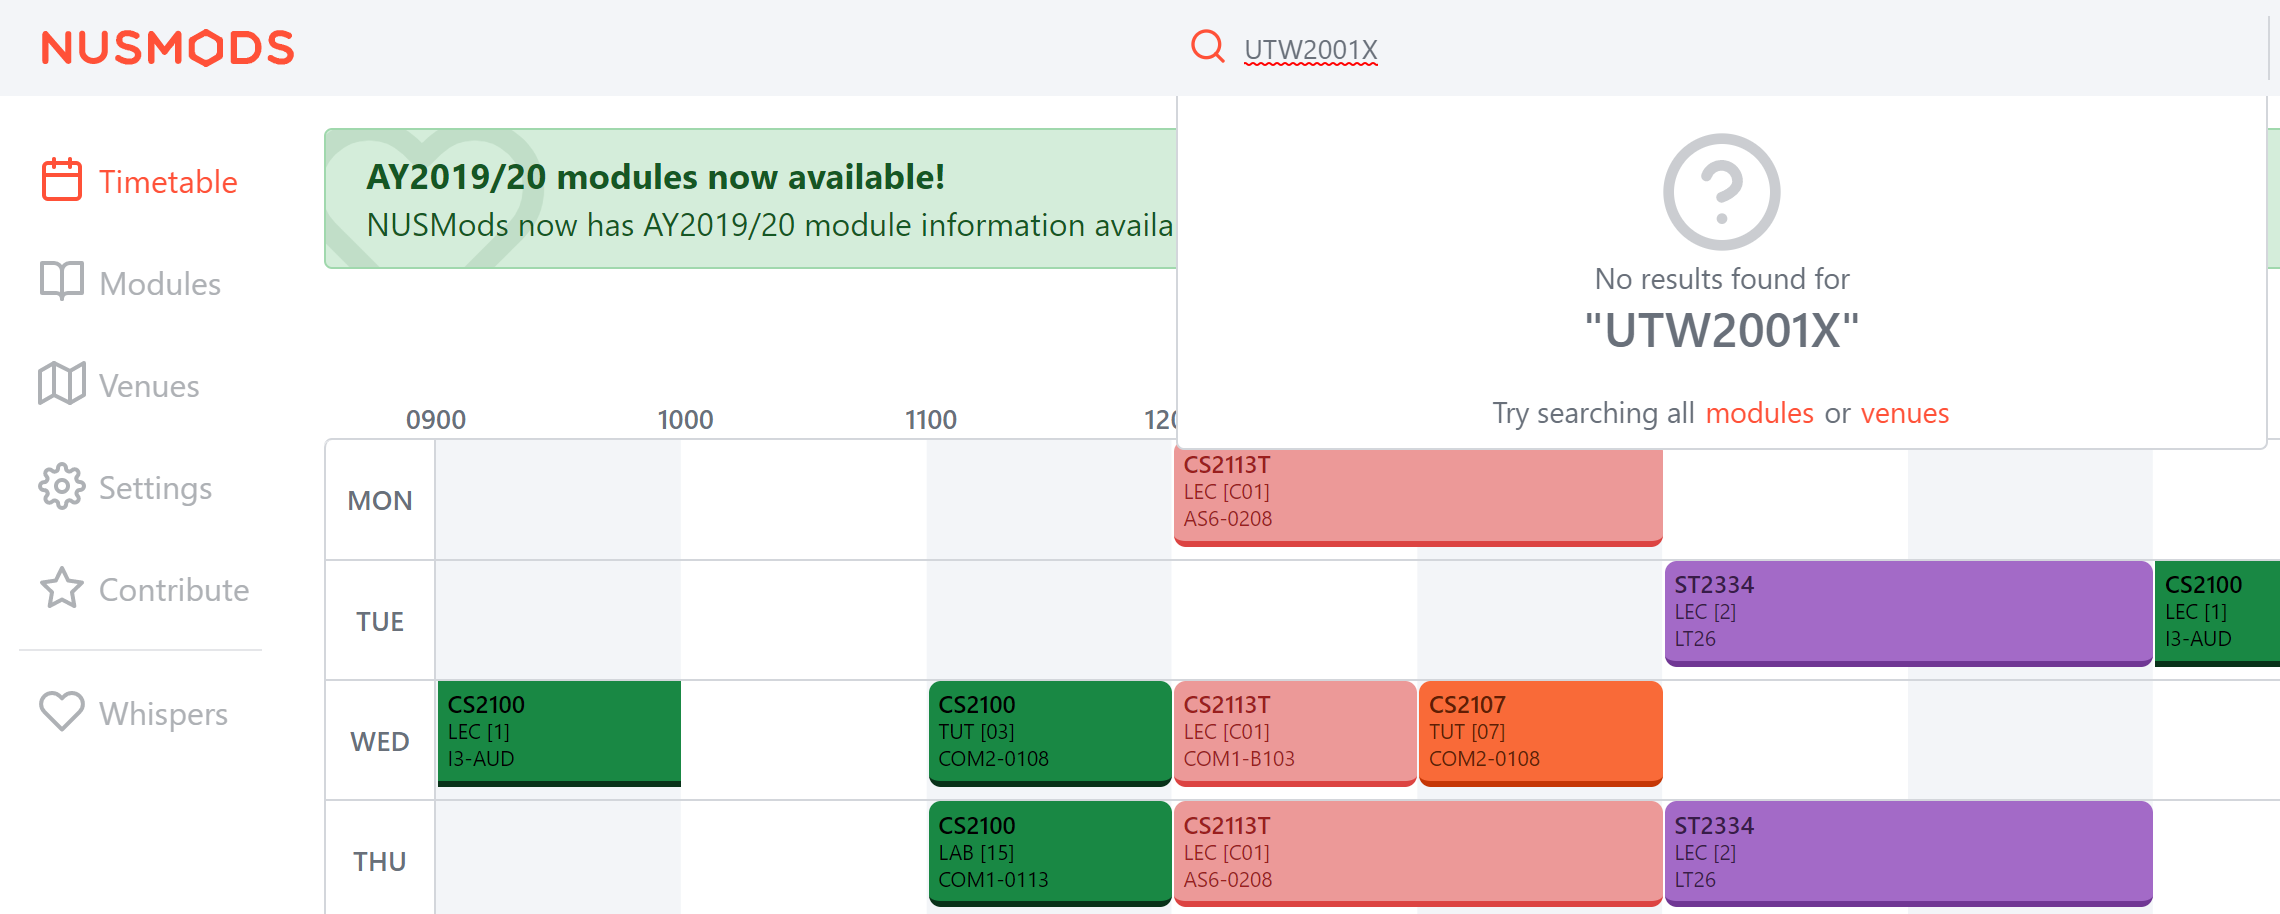 NUSMODS
UTW2001X
Timetable
Modules
Venues
Settings
Contribute
Whispers
AY2019/20 modules now available!
NUSMods now has AY2019/20 module information availa
No results found for
"UTW2001X"
Try searching all modules or venues
0900 1000 1100 120
MON
CS2113T
LEC [C01]
AS6-0208
TUE
ST2334
LEC [2]
LT26
CS2100
LEC [1]
I3-AUD
WED
CS2100
LEC [1]
I3-AUD
CS2100
TUT [03]
COM2-0108
CS2113T
LEC [C01]
COM1-B103
CS2107
TUT [07]
COM2-0108
THU
CS2100
LAB [15]
COM1-0113
CS2113T
LEC [C01]
AS6-0208
ST2334
LEC [2]
LT26